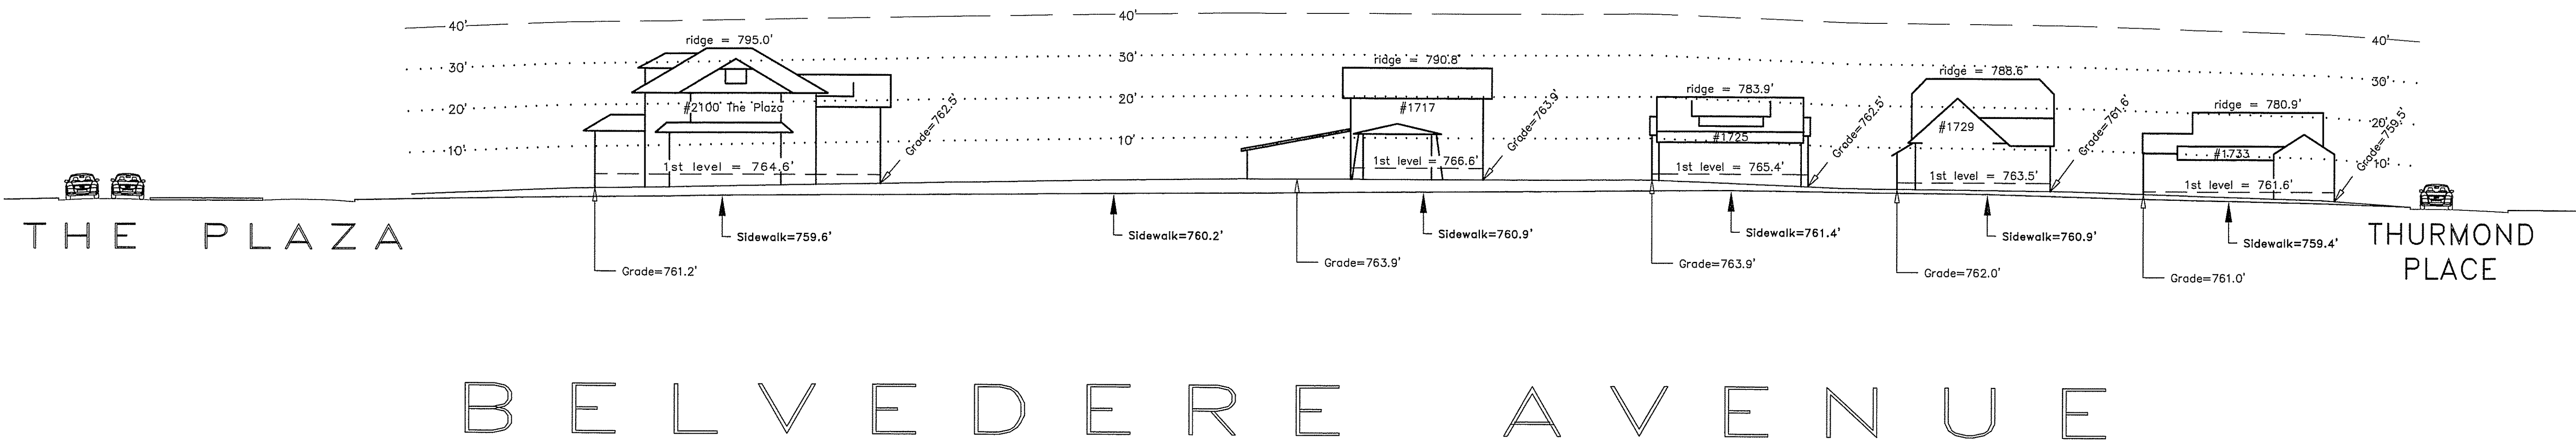 40'
40'
40'
30'
30'
30'
20'
20'
20'
10'
10'
10'
ridge = 795.0'
#2100 The Plaza
1st level = 764.6'
Grade=762.5'
ridge = 790.8'
#1717
1st level = 766.6'
Grade=763.9'
ridge = 783.9'
#1725
1st level = 765.4'
Grade=762.5'
ridge = 788.6'
#1729
1st level = 763.5'
Grade=761.6'
ridge = 780.9'
#1733
1st level = 761.6'
Grade=759.5'
THE PLAZA
Sidewalk=759.6'
Sidewalk=760.2'
Sidewalk=760.9'
Sidewalk=761.4'
Sidewalk=760.9'
Sidewalk=759.4'
THURMOND
PLACE
Grade=761.2'
Grade=763.9'
Grade=763.9'
Grade=762.0'
Grade=761.0'
BELVEDERE AVENUE